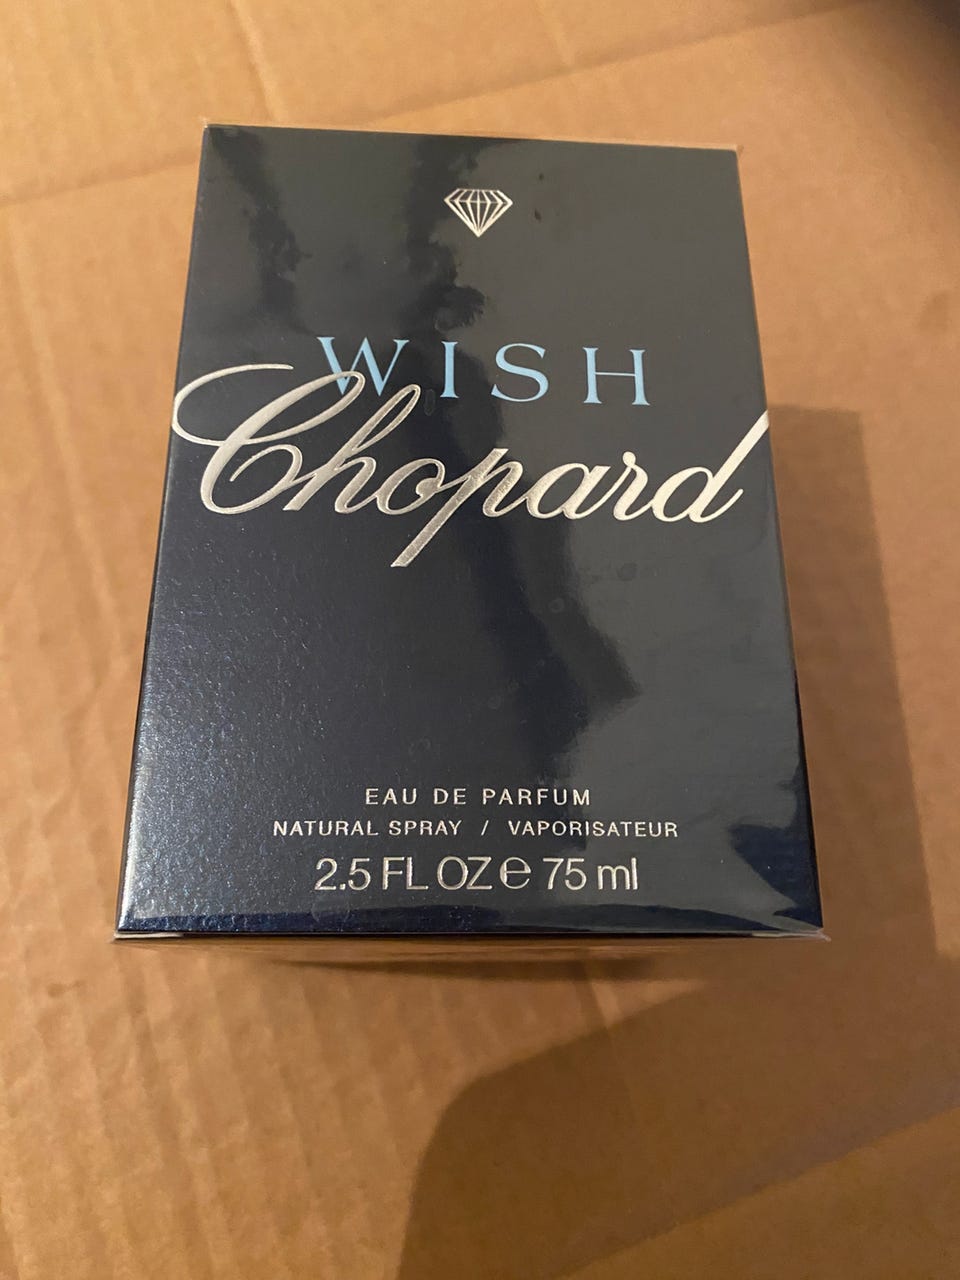 WISH
Chopard
EAU DE PARFUM
NATURAL SPRAY / VAPORISATEUR
2.5 FL OZ e 75 ml